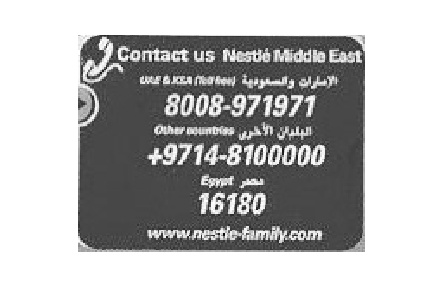 Contact us Nestlé Middle East
UAE & KSA (Toll free) الإمارات والسعودية
8008-971971
Other countries البلدان الأخرى
+9714-8100000
Egypt مصر
16180
www.nestle-family.com